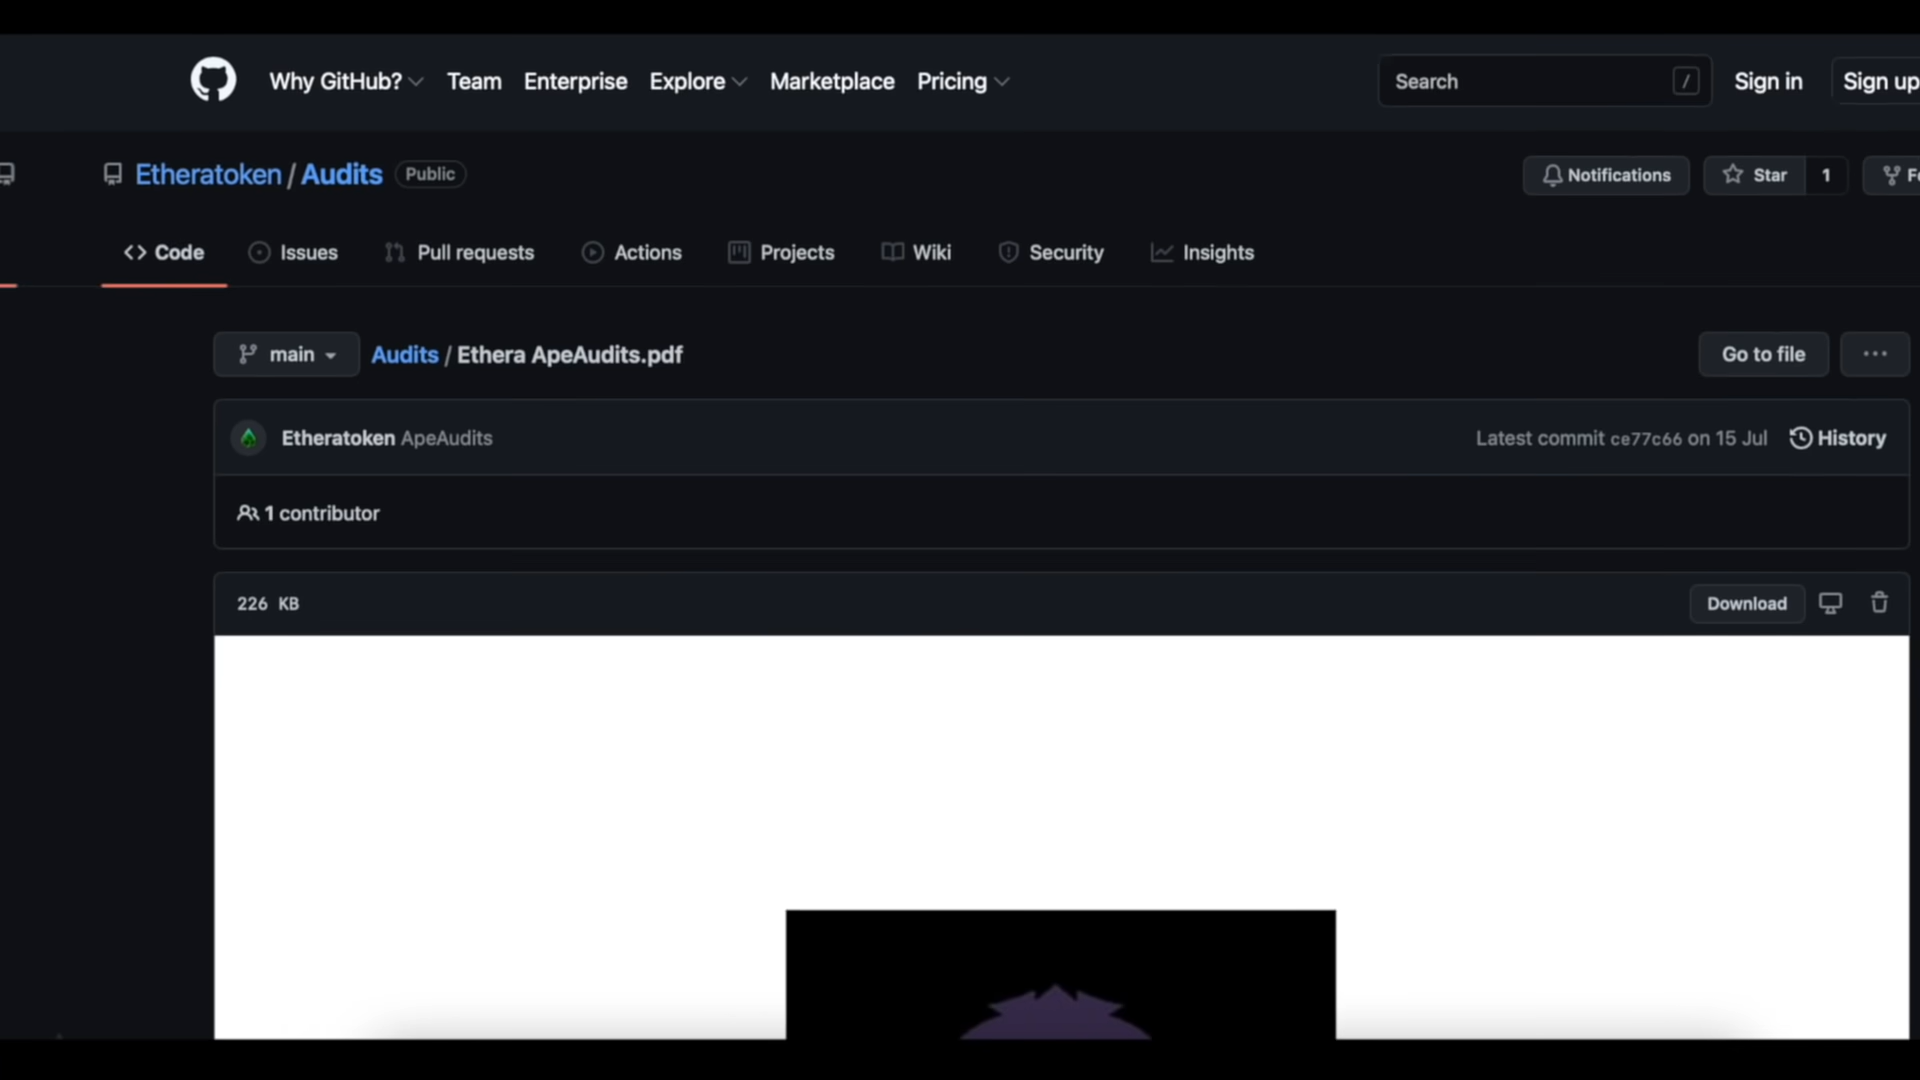 Why GitHub? Team Enterprise Explore Marketplace Pricing Search / Sign in Sign up
Etheratoken / Audits Public Notifications Star 1
Code Issues Pull requests Actions Projects Wiki Security Insights
main Audits / Ethera ApeAudits.pdf Go to file ...
Etheratoken ApeAudits Latest commit ce77c66 on 15 Jul History
1 contributor
226 KB Download